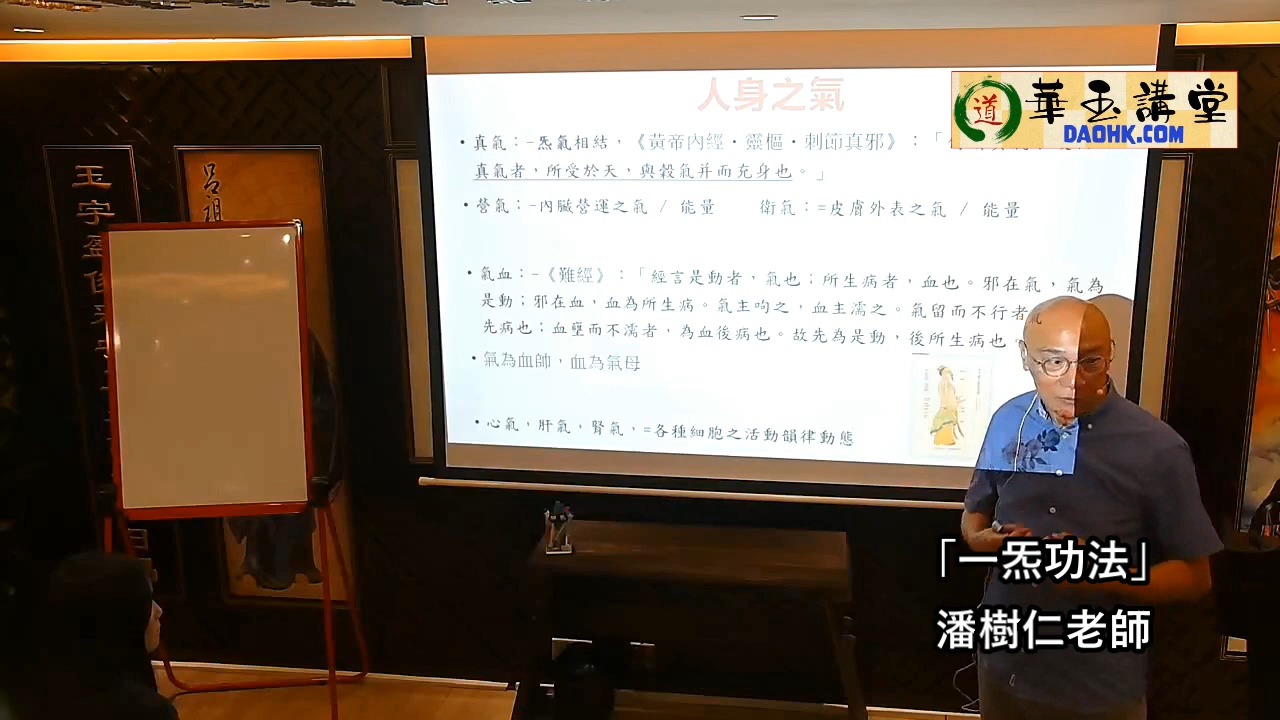 人身之氣
道
華玉講堂
DAOHK.COM
• 真氣：-炁氣相結，《黃帝內經·靈樞·刺節真邪》：「
真氣者，所受於天，與穀氣并而充身也。」
• 營氣：-內臟營運之氣 / 能量 衛氣：=皮膚外表之氣 / 能量
• 氣血：-《難經》：「經言是動者，氣也；所生病者，血也。邪在氣，氣為
是動；邪在血，血為所生病。氣主呴之，血主濡之。氣留而不行者
先病也；血壅而不濡者，為血後病也。故先為是動，後所生病也。
• 氣為血師，血為氣母
• 心氣，肝氣，腎氣，=各種細胞之活動韻律動態
玉宇
呂祖
「一炁功法」
潘樹仁老師